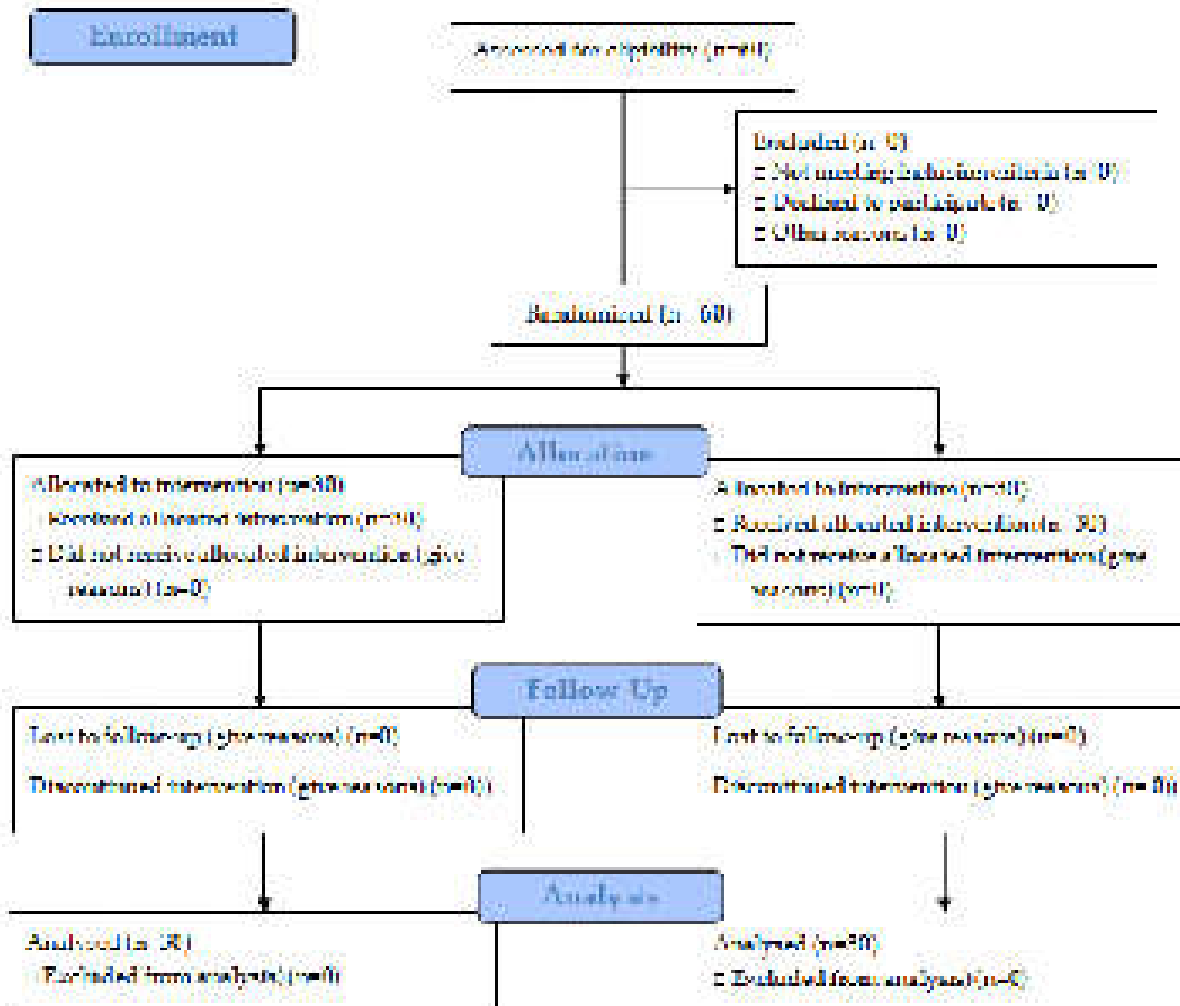 Enrollment
Assessed for eligibility (n=60)
Excluded (n=0)
□ Not meeting inclusion criteria (n=0)
□ Declined to participate (n=0)
□ Other reasons (n=0)
Randomized (n=60)
Allocation
Allocated to intervention (n=30)
Received allocated intervention (n=30)
□ Did not receive allocated intervention (give
reasons) (n=0)
Allocated to intervention (n=30)
□ Received allocated intervention (n=30)
Did not receive allocated intervention (give
reasons) (n=0)
Follow Up
Lost to follow-up (give reasons) (n=0)
Discontinued intervention (give reasons) (n=0))
Lost to follow-up (give reasons) (n=0)
Discontinued intervention (give reasons) (n=0))
Analysis
Analysed (n=30)
Excluded from analysis) (n=0)
Analysed (n=30)
□ Excluded from analysis) (n=0